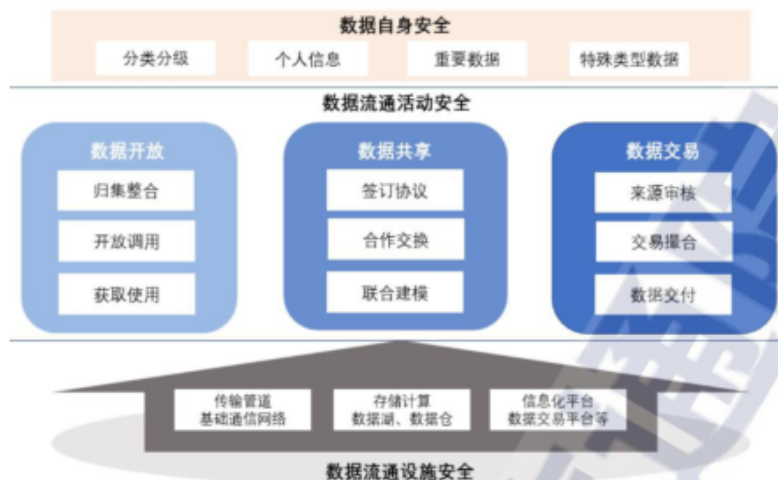 数据自身安全
分类分级
个人信息
重要数据
特殊类型数据
数据流通活动安全
数据开放
归集整合
开放调用
获取使用
数据共享
签订协议
合作交换
联合建模
数据交易
来源审核
交易撮合
数据交付
传输管道
基础通信网络
存储计算
数据湖、数据仓
信息化平台
数据交易平台等
数据流通设施安全